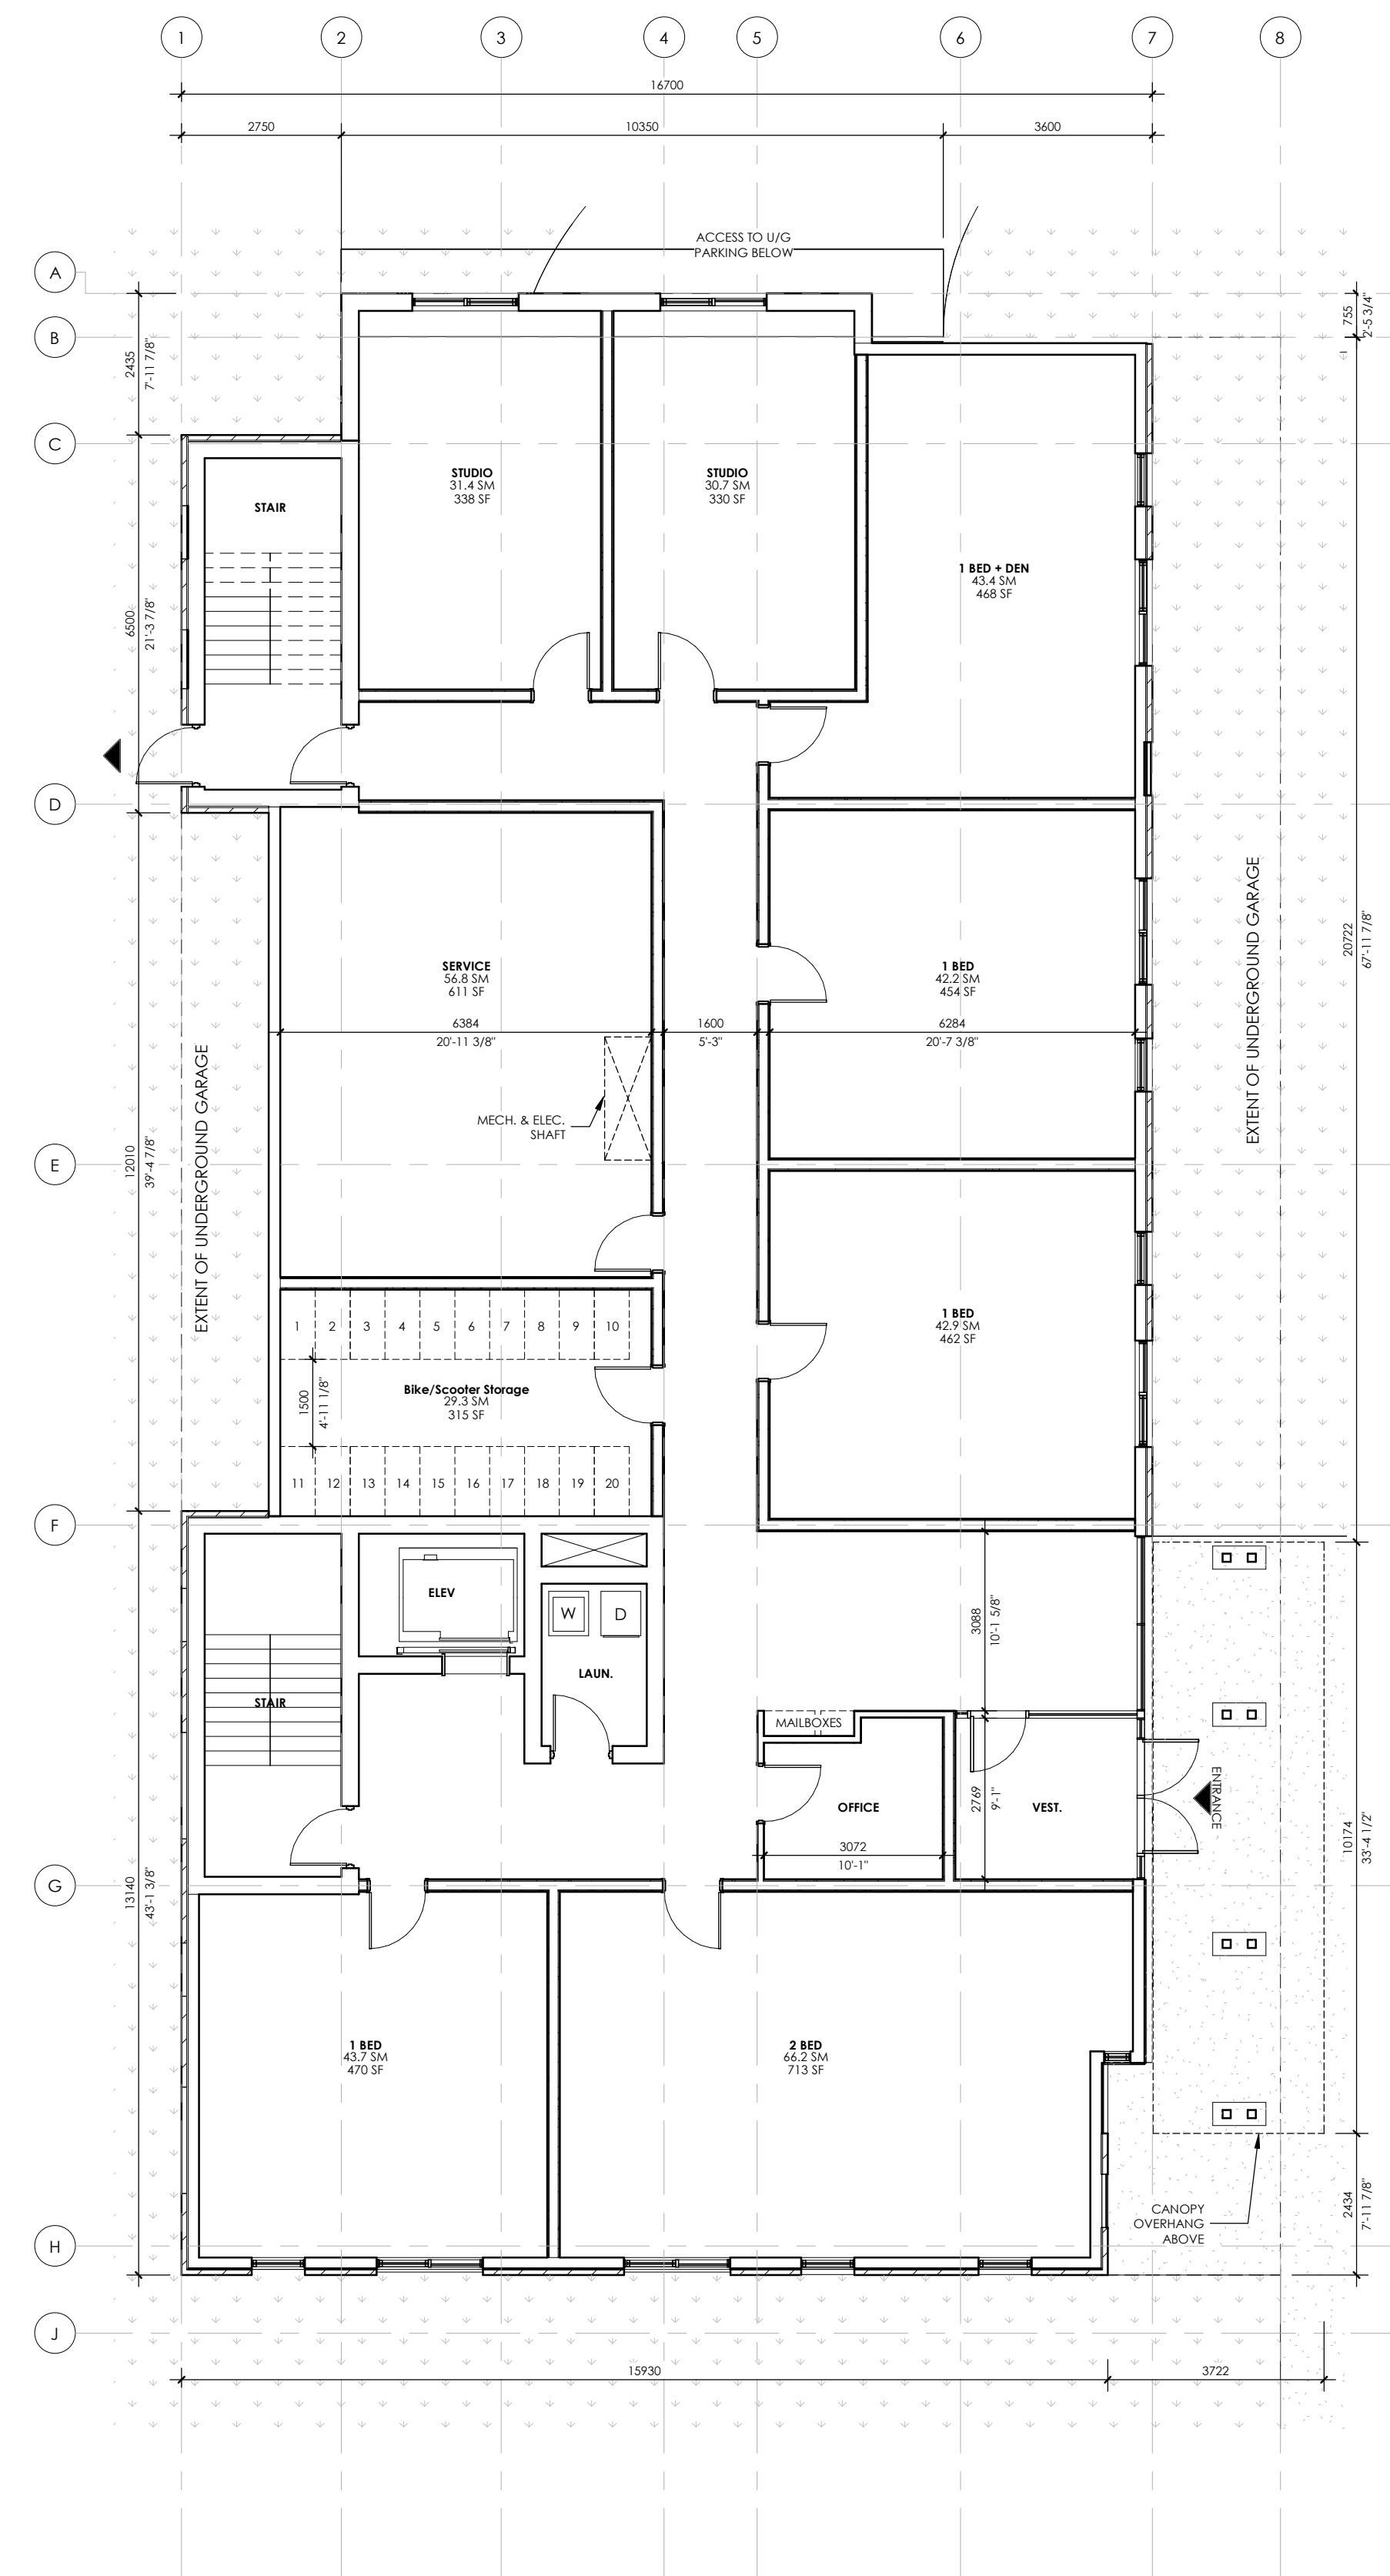 1
2
3
4
5
6
7
8
16700
2750
10350
3600
ACCESS TO U/G
PARKING BELOW
A
B
C
D
E
F
G
H
J
755
2'-5 3/4"
2435
7'-11 7/8"
6500
21'-3 7/8"
STAIR
STUDIO
31.4 SM
338 SF
STUDIO
30.7 SM
330 SF
1 BED + DEN
43.4 SM
468 SF
EXTENT OF UNDERGROUND GARAGE
20722
67'-11 7/8"
SERVICE
56.8 SM
611 SF
1 BED
42.2 SM
454 SF
6384
20'-11 3/8"
1600
5'-3"
6284
20'-7 3/8"
EXTENT OF UNDERGROUND GARAGE
12010
39'-4 7/8"
MECH. & ELEC.
SHAFT
1
2
3
4
5
6
7
8
9
10
1500
4'-11 1/8"
Bike/Scooter Storage
29.3 SM
315 SF
1 BED
42.9 SM
462 SF
11
12
13
14
15
16
17
18
19
20
ELEV
W
D
LAUN.
STAIR
3088
10'-1 5/8"
MAILBOXES
OFFICE
3072
10'-1"
2769
9'-1"
VEST.
ENTRANCE
10174
33'-4 1/2"
13140
43'-1 3/8"
1 BED
43.7 SM
470 SF
2 BED
66.2 SM
713 SF
CANOPY
OVERHANG
ABOVE
2434
7'-11 7/8"
15930
3722